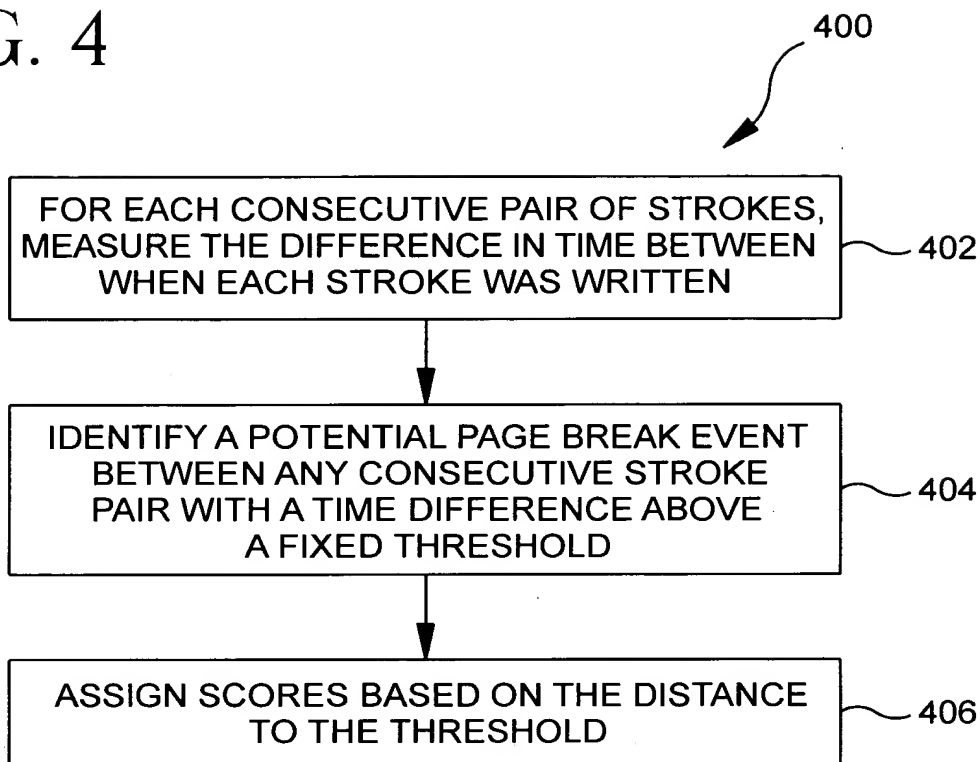 G. 4
400
FOR EACH CONSECUTIVE PAIR OF STROKES,
MEASURE THE DIFFERENCE IN TIME BETWEEN
WHEN EACH STROKE WAS WRITTEN
402
IDENTIFY A POTENTIAL PAGE BREAK EVENT
BETWEEN ANY CONSECUTIVE STROKE
PAIR WITH A TIME DIFFERENCE ABOVE
A FIXED THRESHOLD
404
ASSIGN SCORES BASED ON THE DISTANCE
TO THE THRESHOLD
406